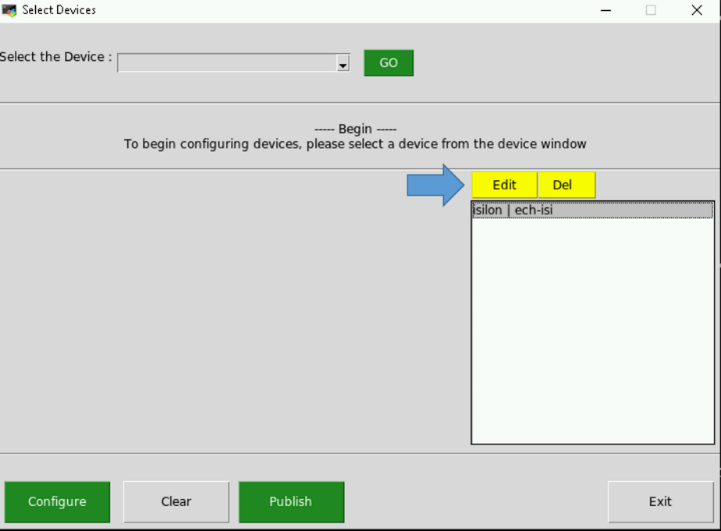 Select Devices
Select the Device :
GO
----- Begin -----
To begin configuring devices, please select a device from the device window
Edit Del
isilon | ech-isi
Configure Clear Publish Exit